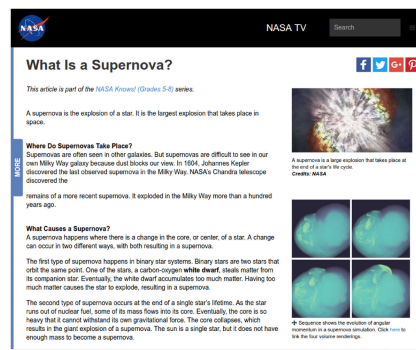 NASA
NASA TV
Search
What Is a Supernova?
This article is part of the NASA Knows! (Grades 5-8) series.
A supernova is the explosion of a star. It is the largest explosion that takes place in
space.
MORE
Where Do Supernovas Take Place?
Supernovas are often seen in other galaxies. But supernovas are difficult to see in our
own Milky Way galaxy because dust blocks our view. In 1604, Johannes Kepler
discovered the last observed supernova in the Milky Way. NASA's Chandra telescope
discovered the
remains of a more recent supernova. It exploded in the Milky Way more than a hundred
years ago.
What Causes a Supernova?
A supernova happens where there is a change in the core, or center, of a star. A change
can occur in two different ways, with both resulting in a supernova.
The first type of supernova happens in binary star systems. Binary stars are two stars that
orbit the same point. One of the stars, a carbon-oxygen white dwarf, steals matter from
its companion star. Eventually, the white dwarf accumulates too much matter. Having too
much matter causes the star to explode, resulting in a supernova.
The second type of supernova occurs at the end of a single star's lifetime. As the star
runs out of nuclear fuel, some of its mass flows into its core. Eventually, the core is so
heavy that it cannot withstand its own gravitational force. The core collapses, which
results in the giant explosion of a supernova. The sun is a single star, but it does not have
enough mass to become a supernova.
A supernova is a large explosion that takes place at
the end of a star's life cycle.
Credits: NASA
Sequence shows the evolution of angular
momentum in a supernova simulation. Click here to
link the four volume renderings.